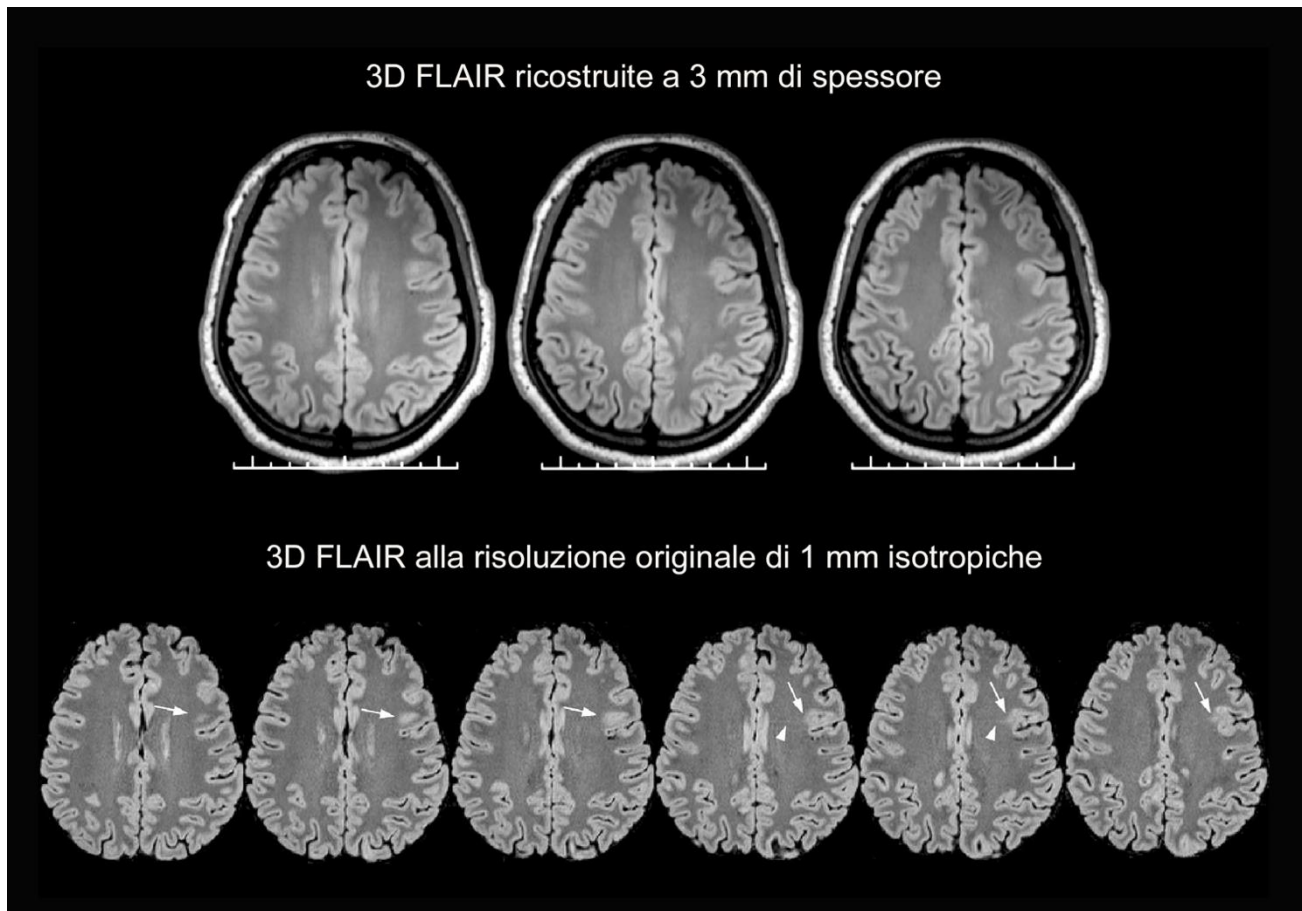 3D FLAIR ricostruite a 3 mm di spessore
3D FLAIR alla risoluzione originale di 1 mm isotropiche